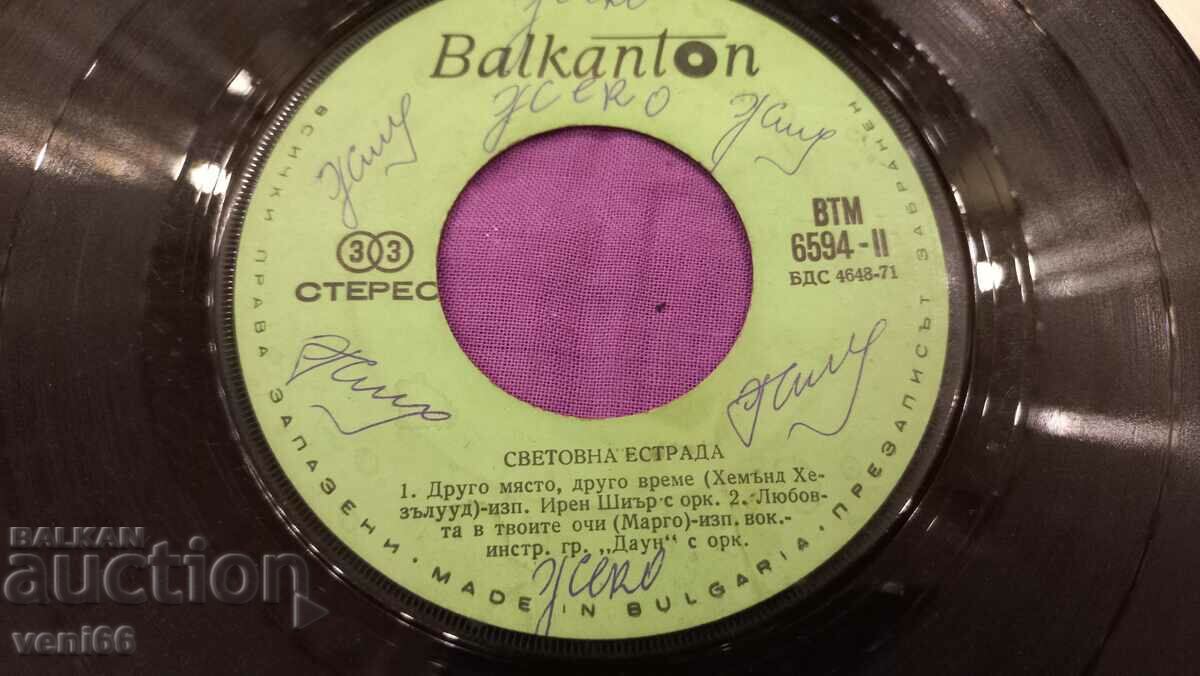 Balkanton
Жеко
33
СТЕРЕО
ВТМ
6594-II
БДС 4648-71
СВЕТОВНА ЕСТРАДА
1. Друго място, друго време (Хемънд Хе-
зълууд)-изп. Ирен Шиър с орк. 2. Любов-
та в твоите очи (Марго)-изп. вок.-
инстр. гр. „Даун“ с орк.
Жеко
ВСИЧКИ ПРАВА ЗАПАЗЕНИ. MADE IN BULGARIA. ПРЕЗАПИСЪТ ЗАБРАНЕН
BALKAN
auction
veni66